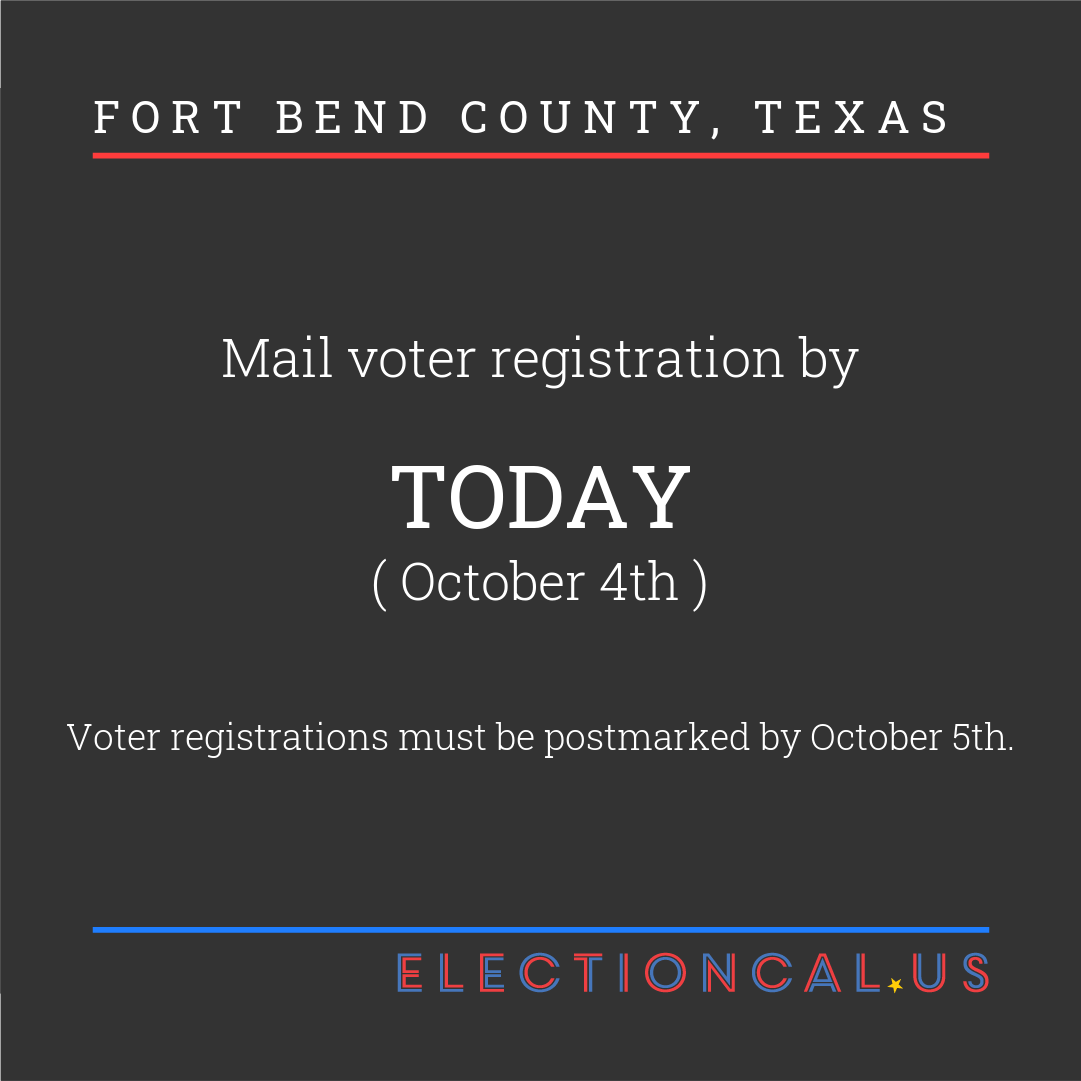 FORT BEND COUNTY, TEXAS
Mail voter registration by
TODAY
( October 4th )
Voter registrations must be postmarked by October 5th.
ELECTIONCAL.US